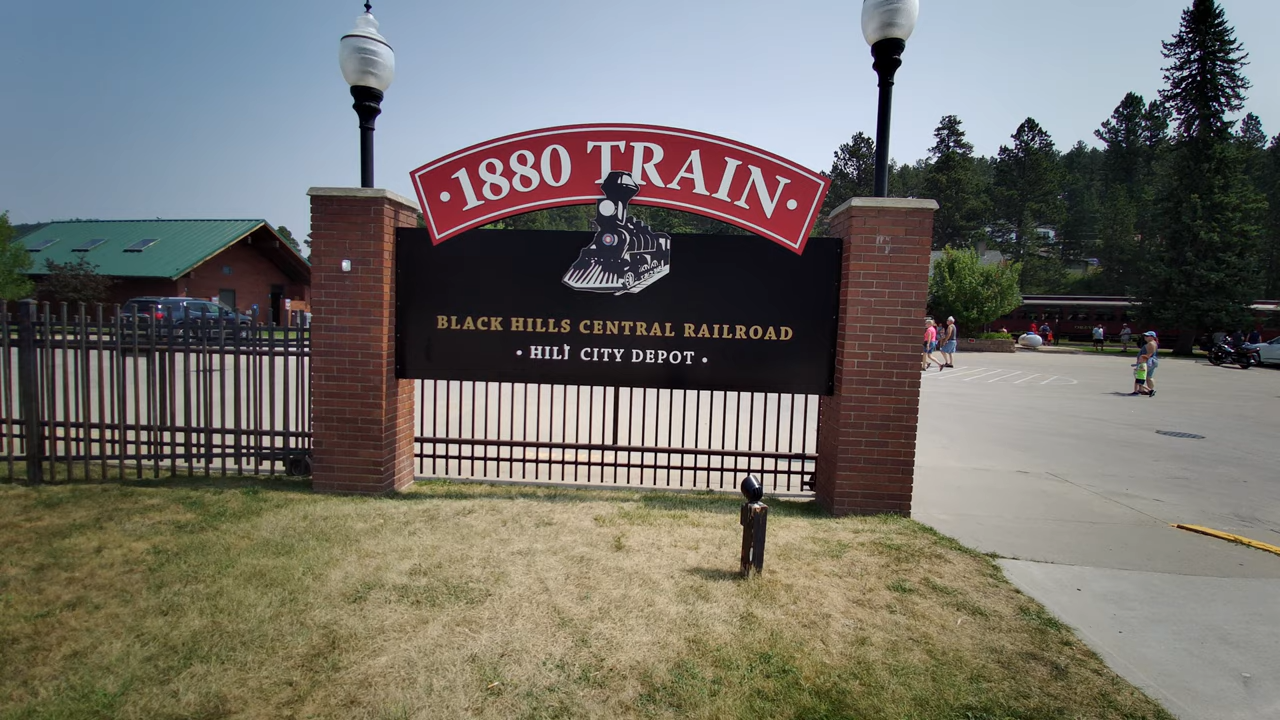 ·1880 TRAIN·
BLACK HILLS CENTRAL RAILROAD
· HILL CITY DEPOT ·